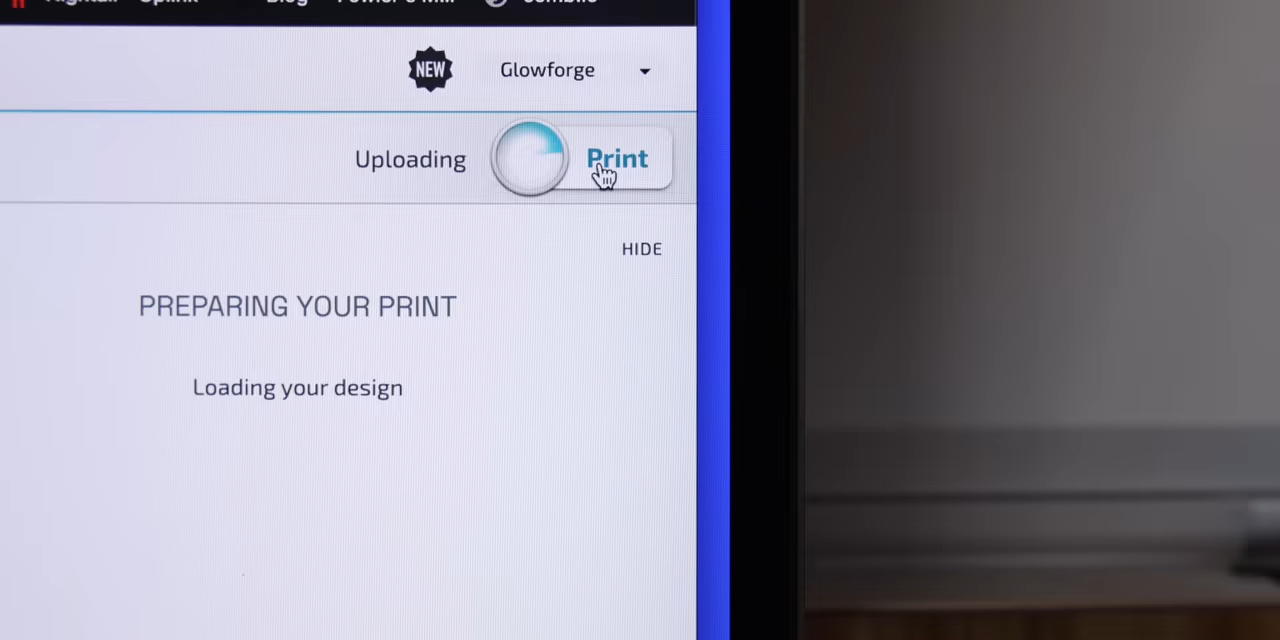 Blog
NEW Glowforge
Uploading Print
HIDE
PREPARING YOUR PRINT
Loading your design